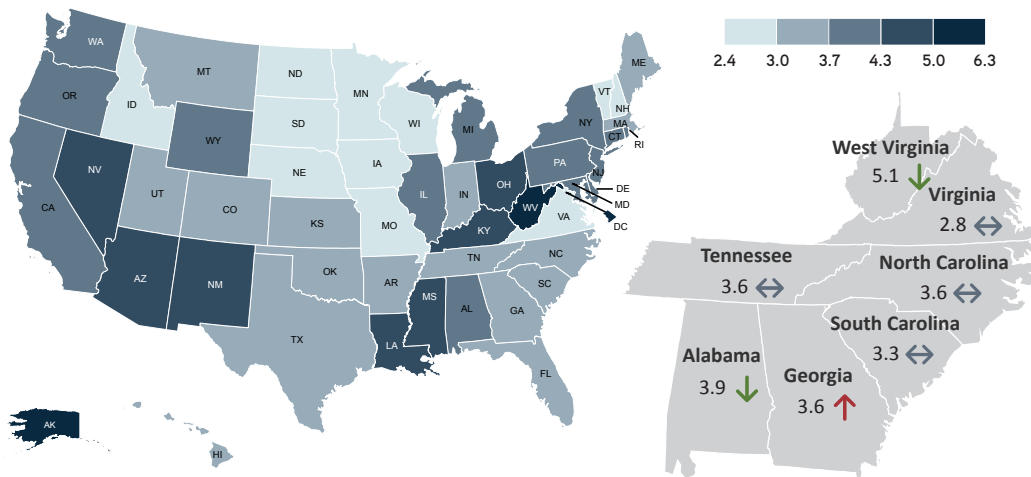 2.4 3.0 3.7 4.3 5.0 6.3
WA
MT
ND
MN
ME
OR
ID
SD
WI
VT
NH
WY
MI
NY
MA
CT
RI
NV
NE
IA
PA
NJ
CA
UT
CO
IL
IN
OH
DE
MD
KS
MO
WV
VA
DC
KY
AZ
NM
OK
AR
TN
NC
SC
MS
AL
GA
TX
LA
FL
AK
HI
West Virginia
5.1
Virginia
2.8
Tennessee
3.6
North Carolina
3.6
South Carolina
3.3
Alabama
3.9
Georgia
3.6